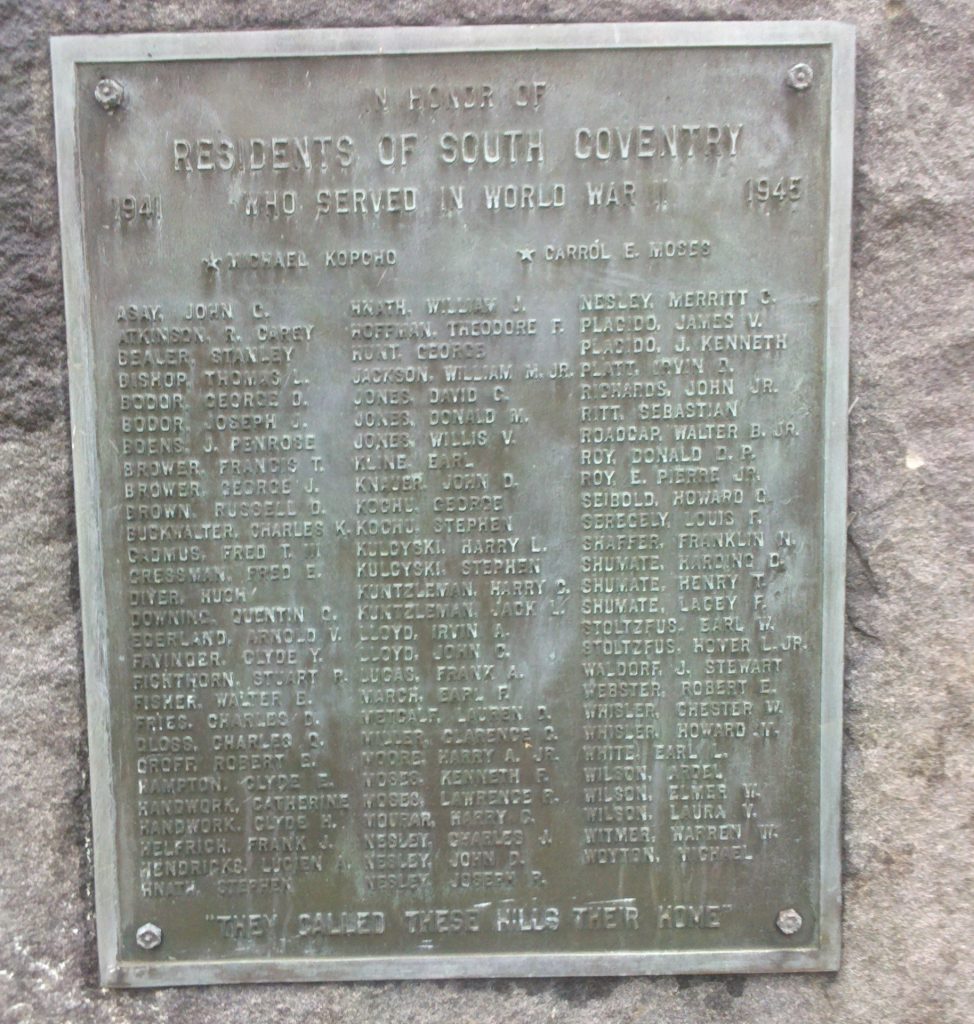 IN HONOR OF
RESIDENTS OF SOUTH COVENTRY
1941 WHO SERVED IN WORLD WAR II 1945
★ MICHAEL KOPCHO ★ CARROL E. MOSES
ASAY, JOHN C.
ATKINSON, R. CAREY
BEALER, STANLEY
BISHOP, THOMAS L.
BODOR, GEORGE D.
BODOR, JOSEPH J.
BOENS, J. PENROSE
BROWER, FRANCIS T.
BROWER, GEORGE J.
BROWN, RUSSELL D.
BUCKWALTER, CHARLES K.
CADMUS, FRED T. III
CRESSMAN, FRED E.
DIVER, HUGH
DOWNING, QUENTIN C.
EBERLAND, ARNOLD V.
FAVINGER, CLYDE Y.
FICHTHORN, STUART P.
FISHER, WALTER B.
FRIES, CHARLES D.
GLOSS, CHARLES Q.
GROFF, ROBERT G.
HAMPTON, CLYDE E.
HANDWORK, CATHERINE
HANDWORK, CLYDE H.
HELFRICH, FRANK J.
HENDRICKS, LUCIEN A.
HNATH, STEPHEN
HNATH, WILLIAM J.
HOFFMAN, THEODORE F.
HUNT, GEORGE
JACKSON, WILLIAM M. JR.
JONES, DAVID C.
JONES, DONALD M.
JONES, WILLIS V.
KLINE, EARL
KNAUER, JOHN D.
KOCHU, GEORGE
KOCHU, STEPHEN
KULCYSKI, HARRY L.
KULCYSKI, STEPHEN
KUNTZLEMAN, HARRY C.
KUNTZLEMAN, JACK L.
LLOYD, IRVIN A.
LLOYD, JOHN C.
LUCAS, FRANK A.
MARCH, EARL F.
METCALF, LAUREN D.
MILLER, CLARENCE Q.
MOORE, HARRY A. JR.
MOSES, KENNETH F.
MOSES, LAWRENCE R.
MOURAR, HARRY C.
NESLEY, CHARLES J.
NESLEY, JOHN D.
NESLEY, JOSEPH R.
NESLEY, MERRITT C.
PLACIDO, JAMES V.
PLACIDO, J. KENNETH
PLATT, IRVIN D.
RICHARDS, JOHN JR.
RITT, SEBASTIAN
ROADCAP, WALTER B. JR.
ROY, DONALD D. P.
ROY, E. PIERRE JR.
SEIBOLD, HOWARD Q.
SEREGELY, LOUIS F.
SHAFFER, FRANKLIN N.
SHUMATE, HARDING D.
SHUMATE, HENRY T.
SHUMATE, LACEY F.
STOLTZFUS, EARL W.
STOLTZFUS, HOVER L. JR.
WALDORF, J. STEWART
WEBSTER, ROBERT E.
WHISLER, CHESTER W.
WHISLER, HOWARD W.
WHITE, EARL L.
WILSON, ARDEL
WILSON, ELMER W.
WILSON, LAURA V.
WITMER, WARREN W.
WOYTON, MICHAEL
"THEY CALLED THESE HILLS THEIR HOME"